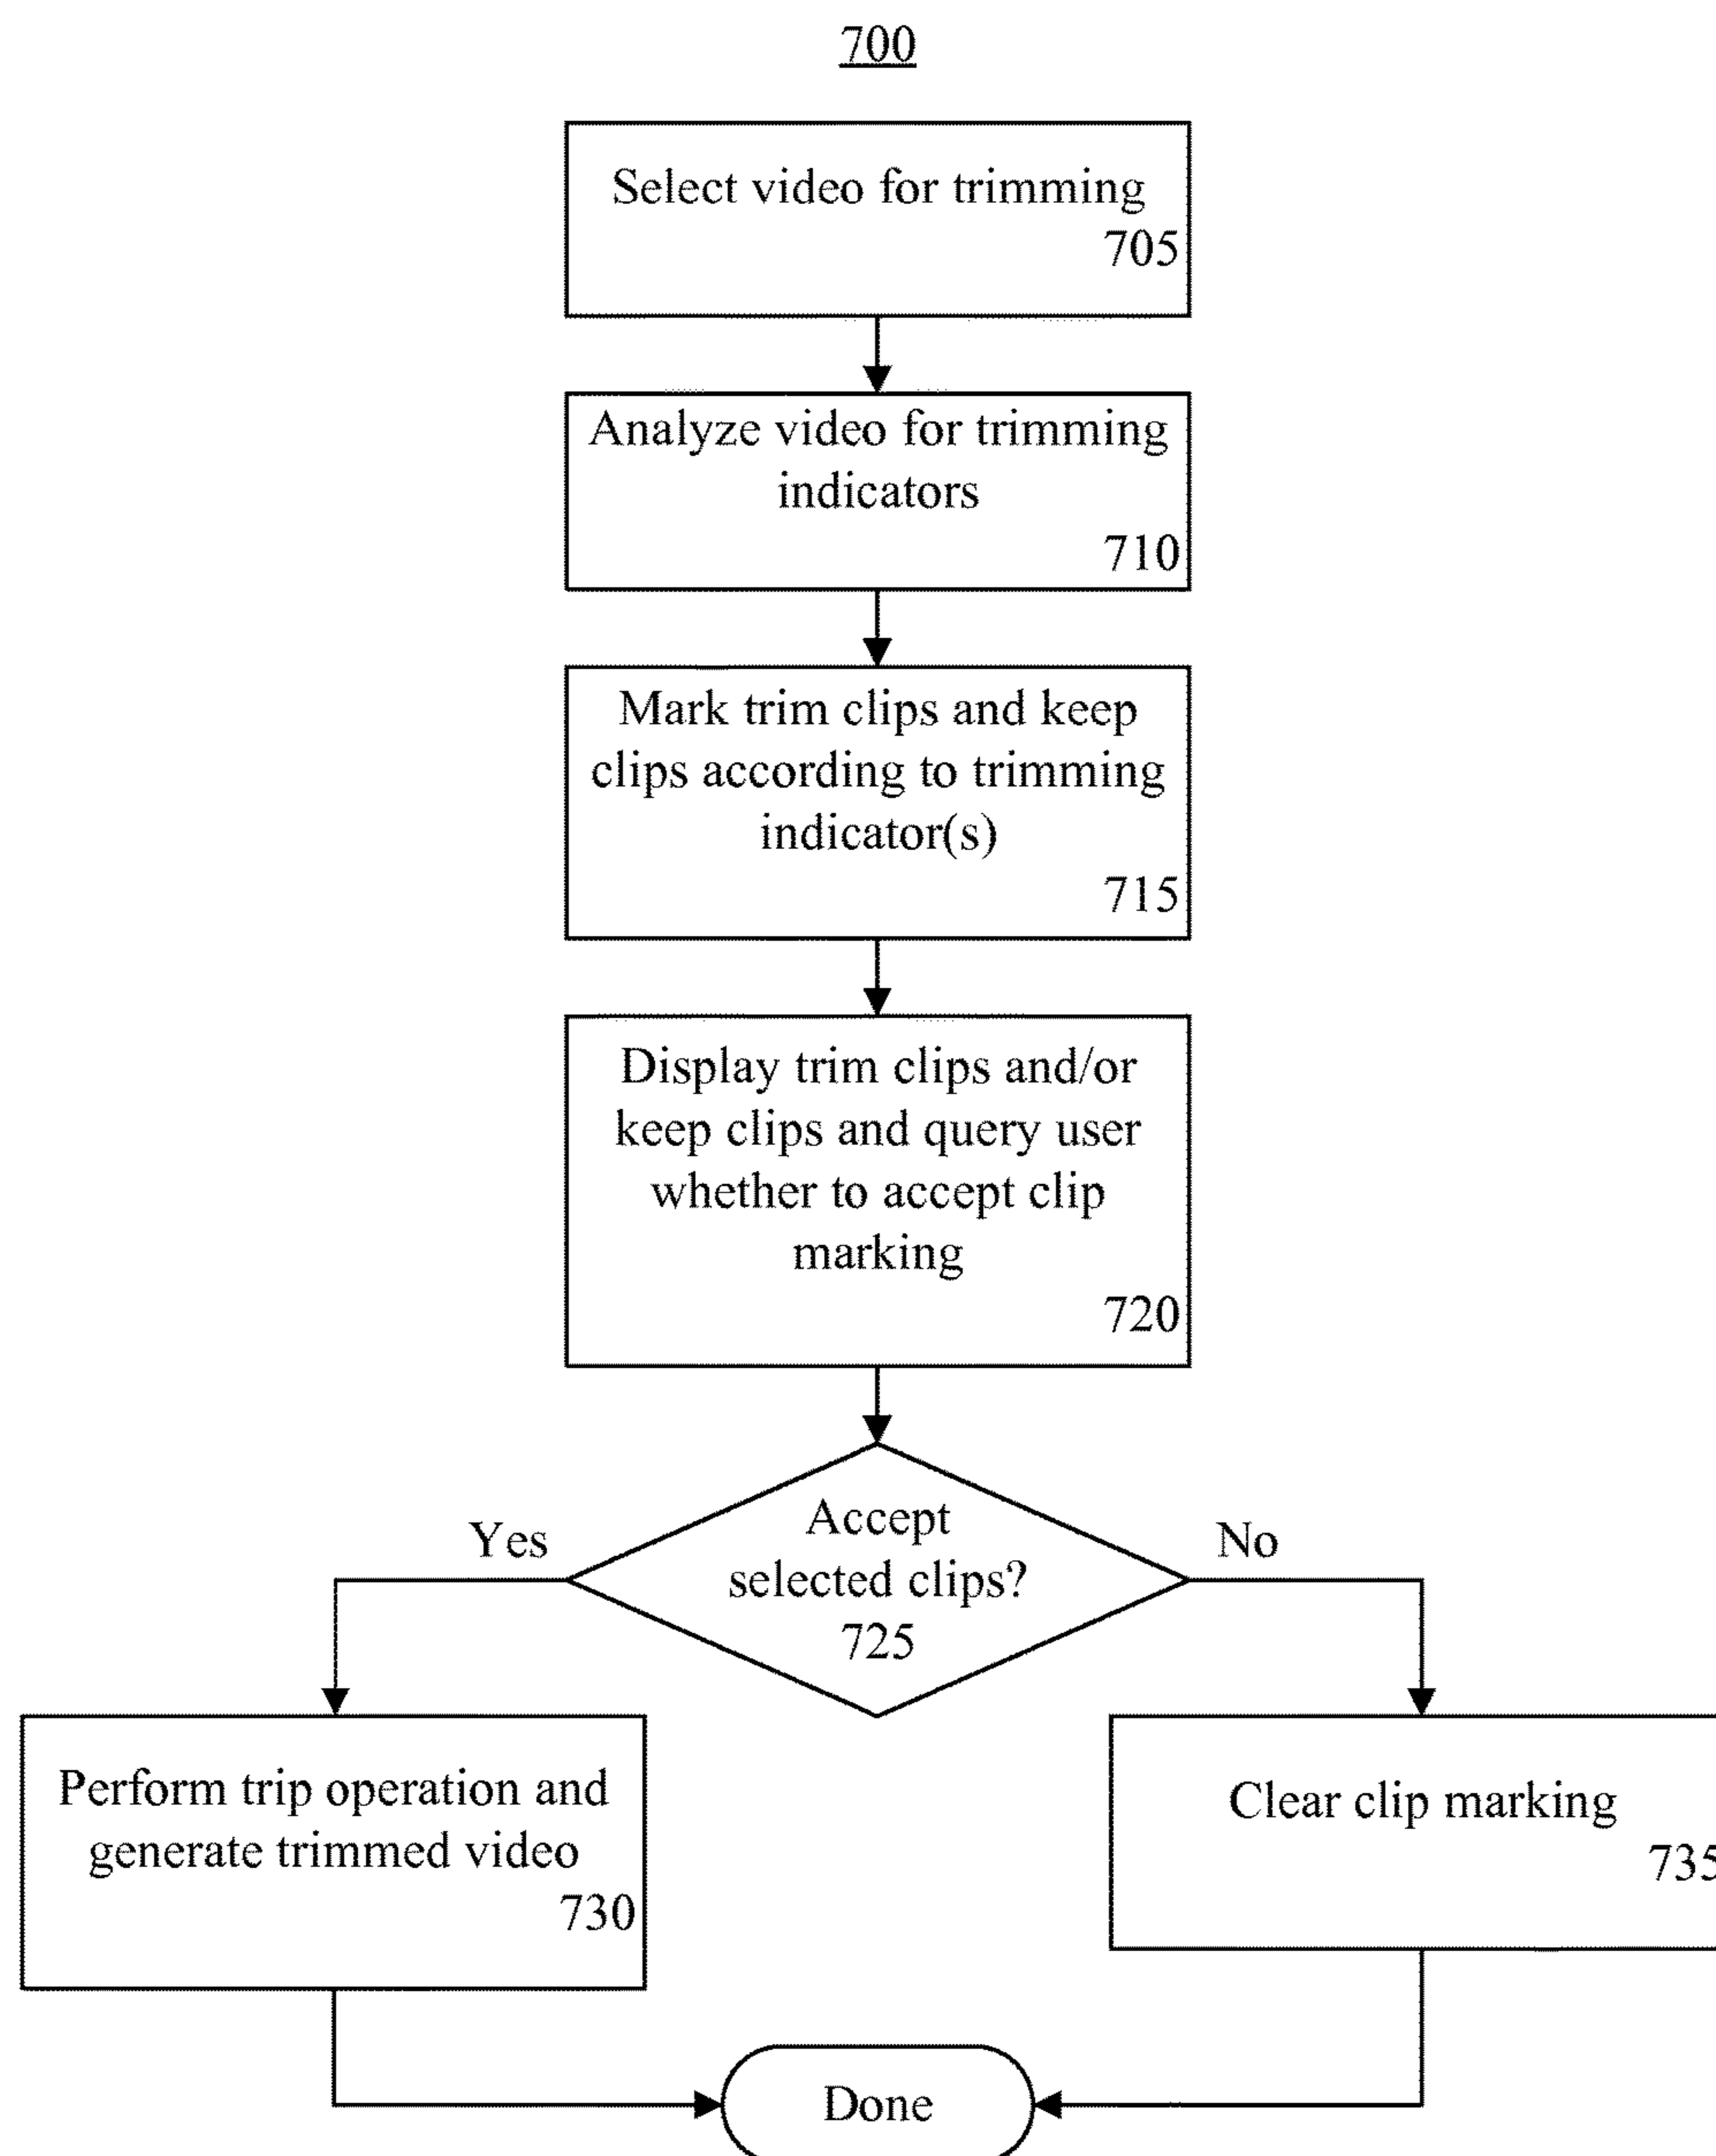 700
Select video for trimming
705
Analyze video for trimming
indicators
710
Mark trim clips and keep
clips according to trimming
indicator(s)
715
Display trim clips and/or
keep clips and query user
whether to accept clip
marking
720
Yes
Accept
selected clips?
725
No
Perform trip operation and
generate trimmed video
730
Clear clip marking
735
Done